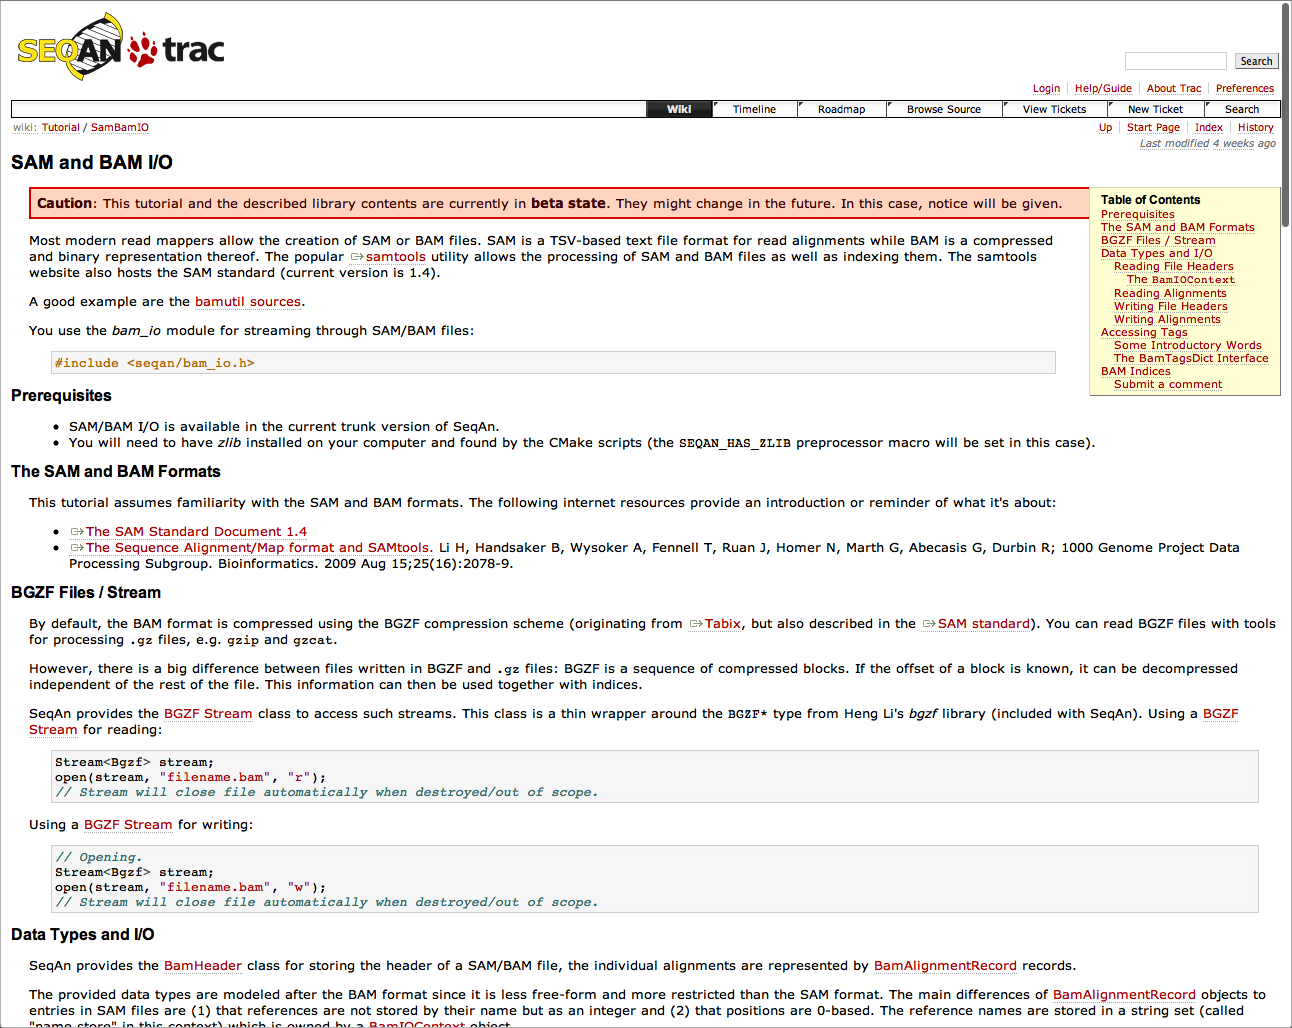 SEQAN trac
Search
Login Help/Guide About Trac Preferences
Wiki Timeline Roadmap Browse Source View Tickets New Ticket Search
wiki: Tutorial / SamBamIO
Up Start Page Index History
Last modified 4 weeks ago
SAM and BAM I/O
Caution: This tutorial and the described library contents are currently in beta state. They might change in the future. In this case, notice will be given.
Table of Contents
Prerequisites
The SAM and BAM Formats
BGZF Files / Stream
Data Types and I/O
Reading File Headers
The BamIOContext
Reading Alignments
Writing File Headers
Writing Alignments
Accessing Tags
Some Introductory Words
The BamTagsDict Interface
BAM Indices
Submit a comment
Most modern read mappers allow the creation of SAM or BAM files. SAM is a TSV-based text file format for read alignments while BAM is a compressed
and binary representation thereof. The popular samtools utility allows the processing of SAM and BAM files as well as indexing them. The samtools
website also hosts the SAM standard (current version is 1.4).
A good example are the bamutil sources.
You use the bam_io module for streaming through SAM/BAM files:
#include <seqan/bam_io.h>
Prerequisites
• SAM/BAM I/O is available in the current trunk version of SeqAn.
• You will need to have zlib installed on your computer and found by the CMake scripts (the SEQAN_HAS_ZLIB preprocessor macro will be set in this case).
The SAM and BAM Formats
This tutorial assumes familiarity with the SAM and BAM formats. The following internet resources provide an introduction or reminder of what it's about:
• The SAM Standard Document 1.4
• The Sequence Alignment/Map format and SAMtools. Li H, Handsaker B, Wysoker A, Fennell T, Ruan J, Homer N, Marth G, Abecasis G, Durbin R; 1000 Genome Project Data
Processing Subgroup. Bioinformatics. 2009 Aug 15;25(16):2078-9.
BGZF Files / Stream
By default, the BAM format is compressed using the BGZF compression scheme (originating from Tabix, but also described in the SAM standard). You can read BGZF files with tools
for processing .gz files, e.g. gzip and gzcat.
However, there is a big difference between files written in BGZF and .gz files: BGZF is a sequence of compressed blocks. If the offset of a block is known, it can be decompressed
independent of the rest of the file. This information can then be used together with indices.
SeqAn provides the BGZF Stream class to access such streams. This class is a thin wrapper around the BGZF* type from Heng Li's bgzf library (included with SeqAn). Using a BGZF
Stream for reading:
Stream<Bgzf> stream;
open(stream, "filename.bam", "r");
// Stream will close file automatically when destroyed/out of scope.
Using a BGZF Stream for writing:
// Opening.
Stream<Bgzf> stream;
open(stream, "filename.bam", "w");
// Stream will close file automatically when destroyed/out of scope.
Data Types and I/O
SeqAn provides the BamHeader class for storing the header of a SAM/BAM file, the individual alignments are represented by BamAlignmentRecord records.
The provided data types are modeled after the BAM format since it is less free-form and more restricted than the SAM format. The main differences of BamAlignmentRecord objects to
entries in SAM files are (1) that references are not stored by their name but as an integer and (2) that positions are 0-based. The reference names are stored in a string set (called
"name store" in this context) which is owned by a BamIOContext object.